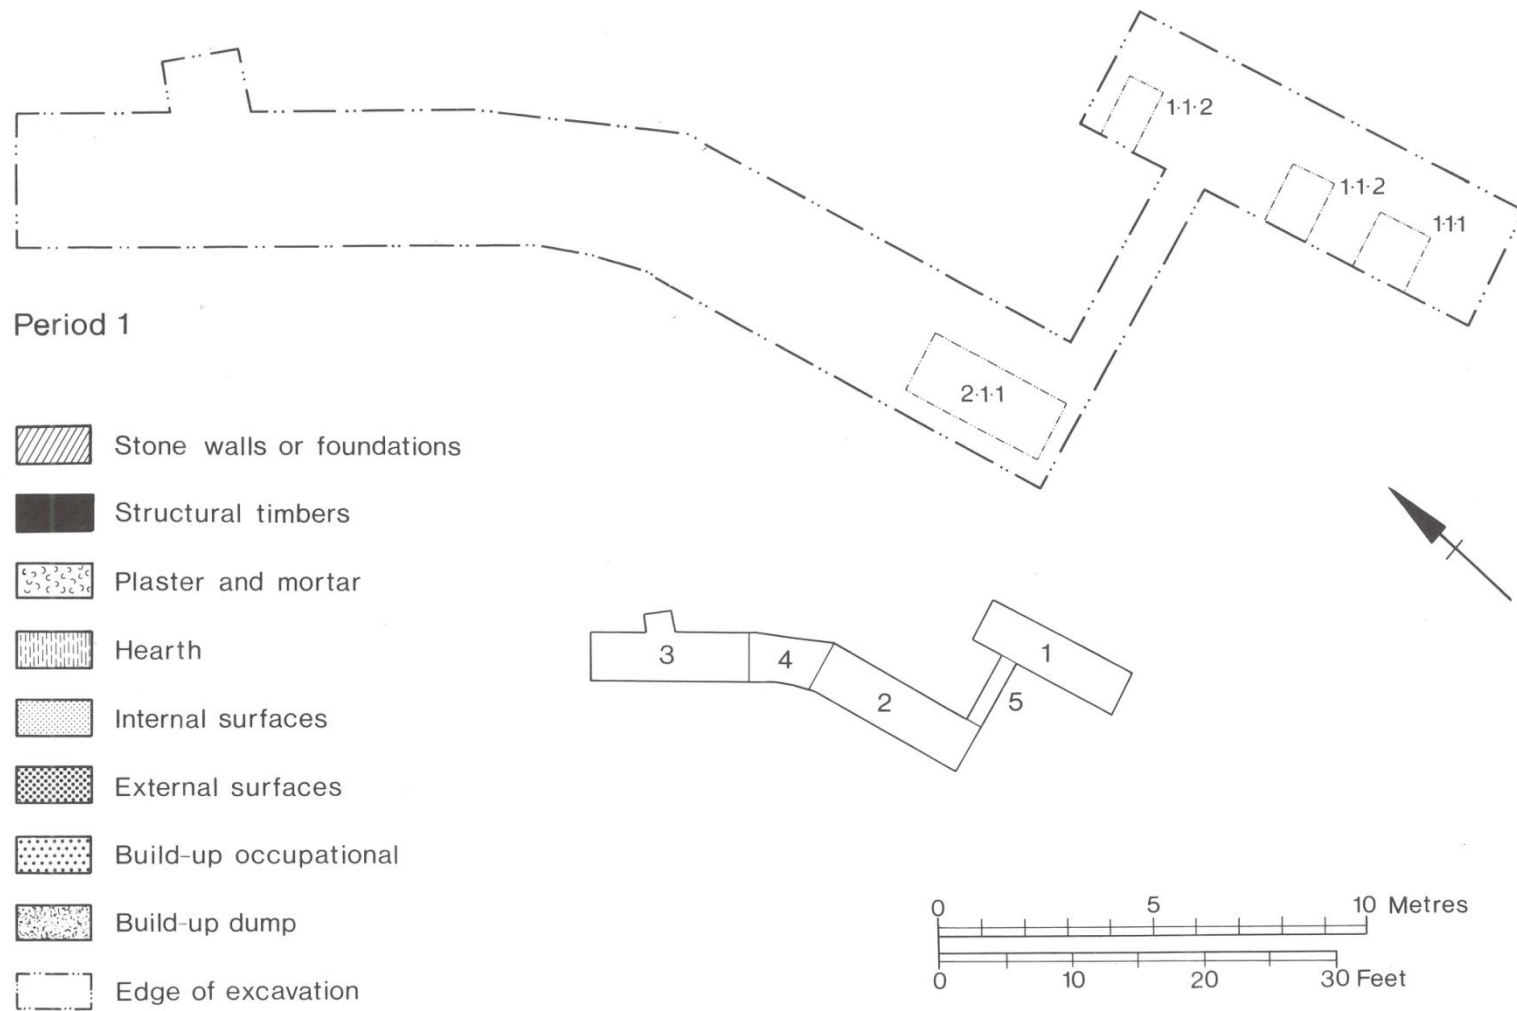 1·1·2
1·1·2
1·1·1
Period 1
2·1·1
Stone walls or foundations
Structural timbers
Plaster and mortar
Hearth
Internal surfaces
External surfaces
Build-up occupational
Build-up dump
Edge of excavation
3
4
2
1
5
0 5 10 Metres
0 10 20 30 Feet